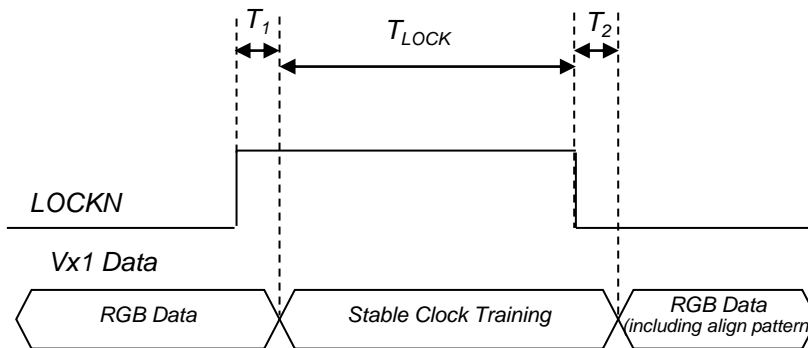 T1
TLOCK
T2
LOCKN
Vx1 Data
RGB Data
Stable Clock Training
RGB Data
(including align pattern